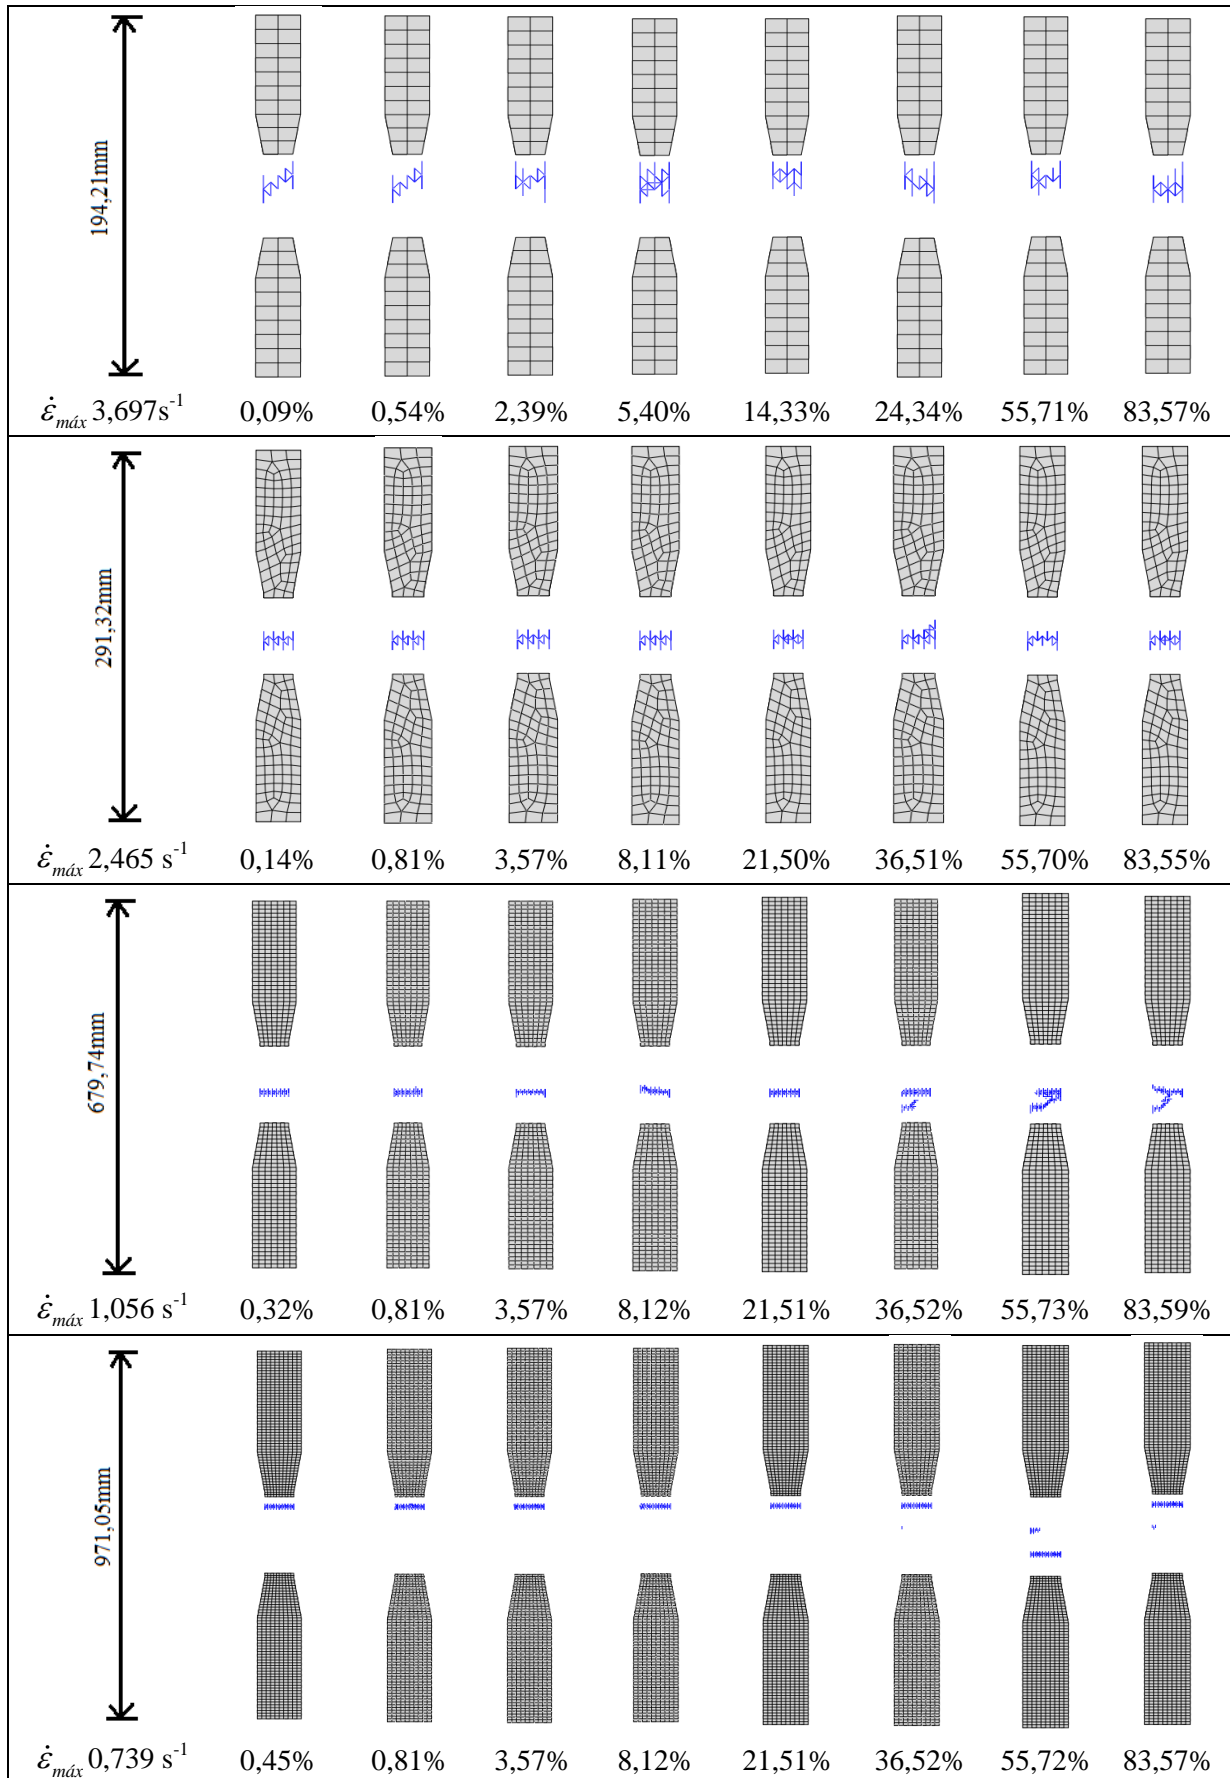 194,21mm
ε̇máx 3,697s-1 0,09% 0,54% 2,39% 5,40% 14,33% 24,34% 55,71% 83,57%
291,32mm
ε̇máx 2,465 s-1 0,14% 0,81% 3,57% 8,11% 21,50% 36,51% 55,70% 83,55%
679,74mm
ε̇máx 1,056 s-1 0,32% 0,81% 3,57% 8,12% 21,51% 36,52% 55,73% 83,59%
971,05mm
ε̇máx 0,739 s-1 0,45% 0,81% 3,57% 8,12% 21,51% 36,52% 55,72% 83,57%